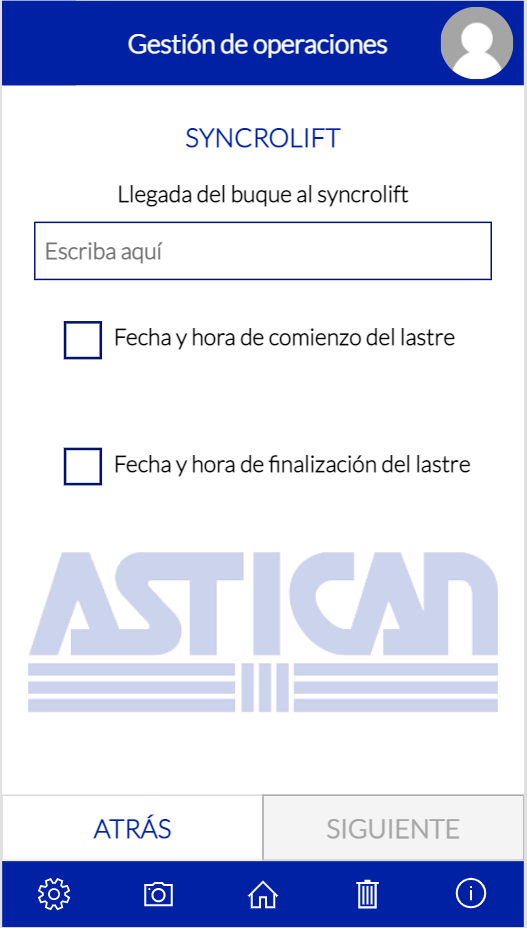 Gestión de operaciones
SYNCROLIFT
Llegada del buque al syncrolift
Escriba aquí
Fecha y hora de comienzo del lastre
Fecha y hora de finalización del lastre
ASTICAN
ATRÁS
SIGUIENTE